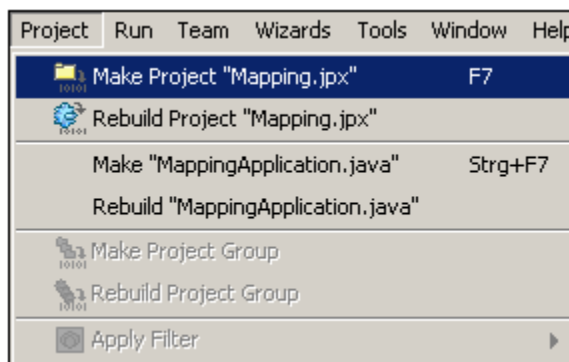 Project Run Team Wizards Tools Window Help
Make Project "Mapping.jpx" F7
Rebuild Project "Mapping.jpx"
Make "MappingApplication.java" Strg+F7
Rebuild "MappingApplication.java"
Make Project Group
Rebuild Project Group
Apply Filter